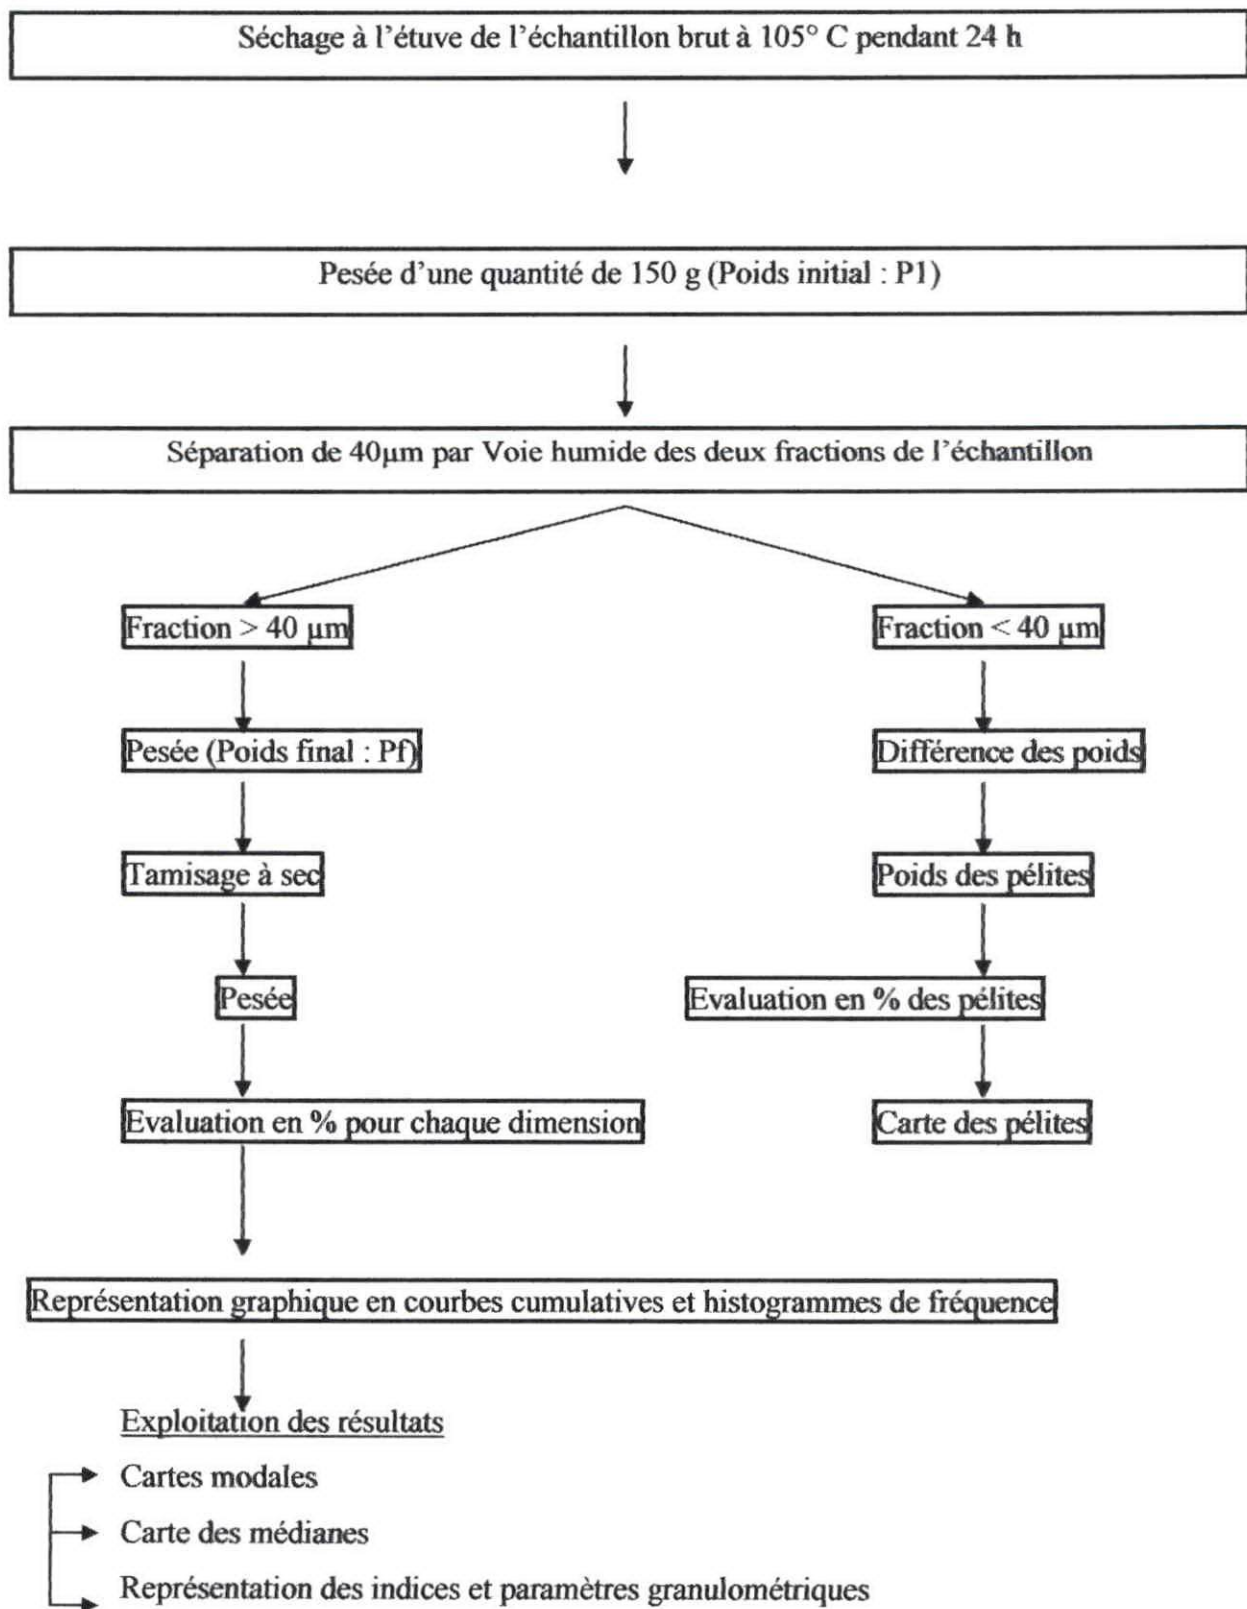 Séchage à l’étuve de l’échantillon brut à 105° C pendant 24 h
Pesée d’une quantité de 150 g (Poids initial : P1)
Séparation de 40µm par Voie humide des deux fractions de l’échantillon
Fraction > 40 µm
Fraction < 40 µm
Pesée (Poids final : Pf)
Différence des poids
Tamisage à sec
Poids des pélites
Pesée
Evaluation en % des pélites
Evaluation en % pour chaque dimension
Carte des pélites
Représentation graphique en courbes cumulatives et histogrammes de fréquence
Exploitation des résultats
Cartes modales
Carte des médianes
Représentation des indices et paramètres granulométriques